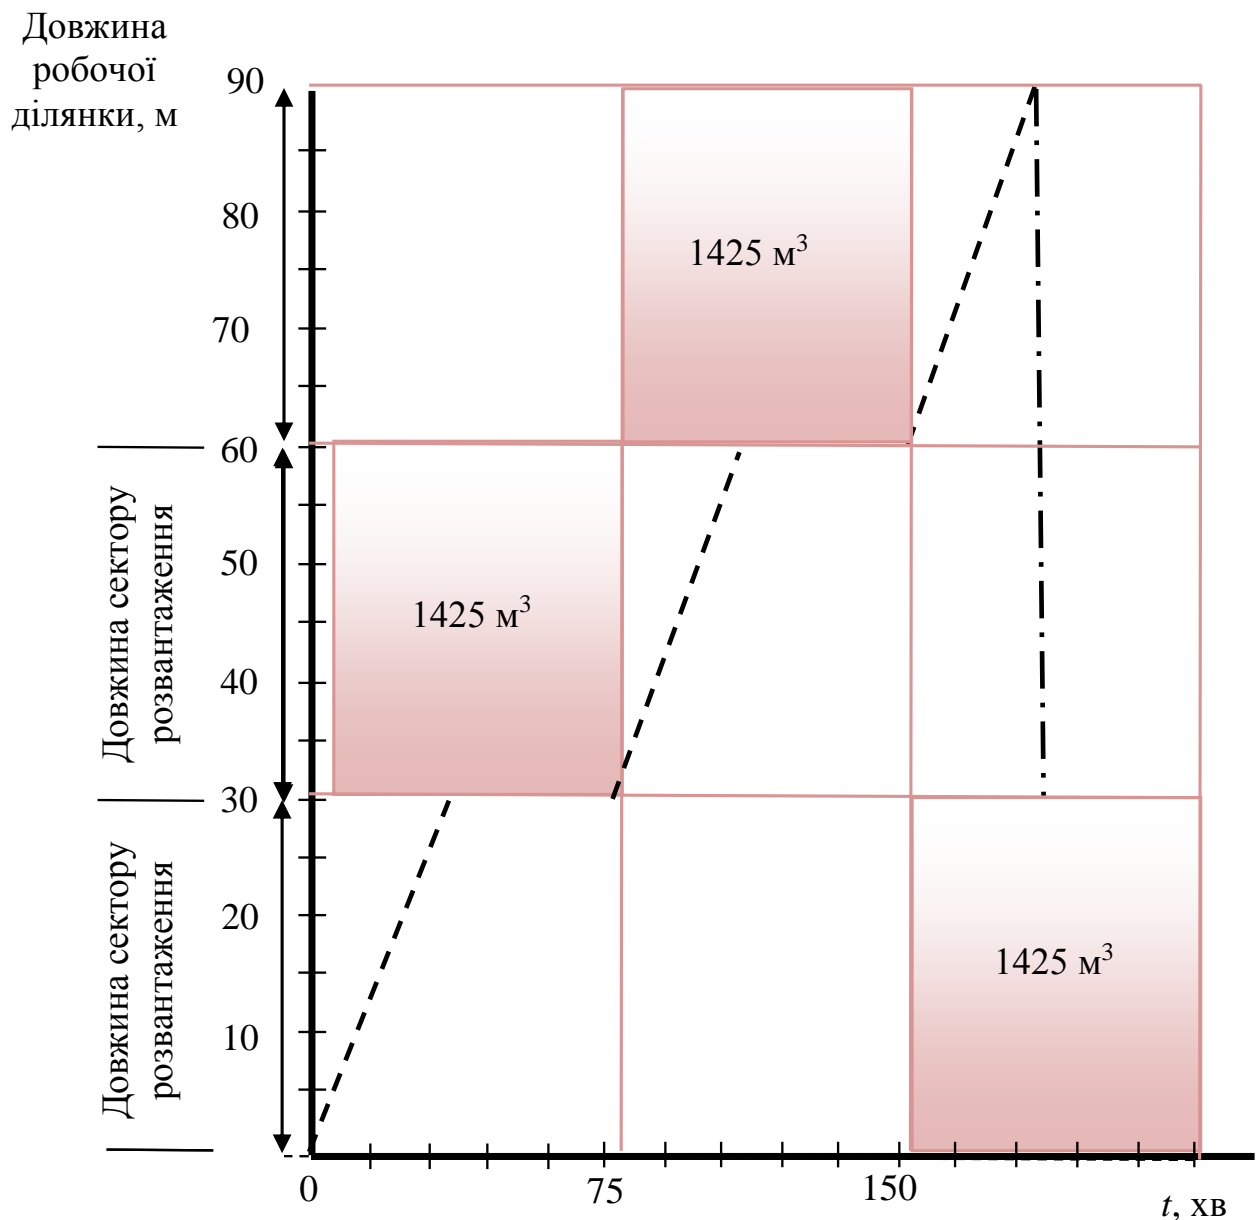 Довжина
робочої
ділянки, м
90
80
70
60
50
40
30
20
10
1425 м³
1425 м³
1425 м³
Довжина сектору
розвантаження
Довжина сектору
розвантаження
0
75
150
t, хв